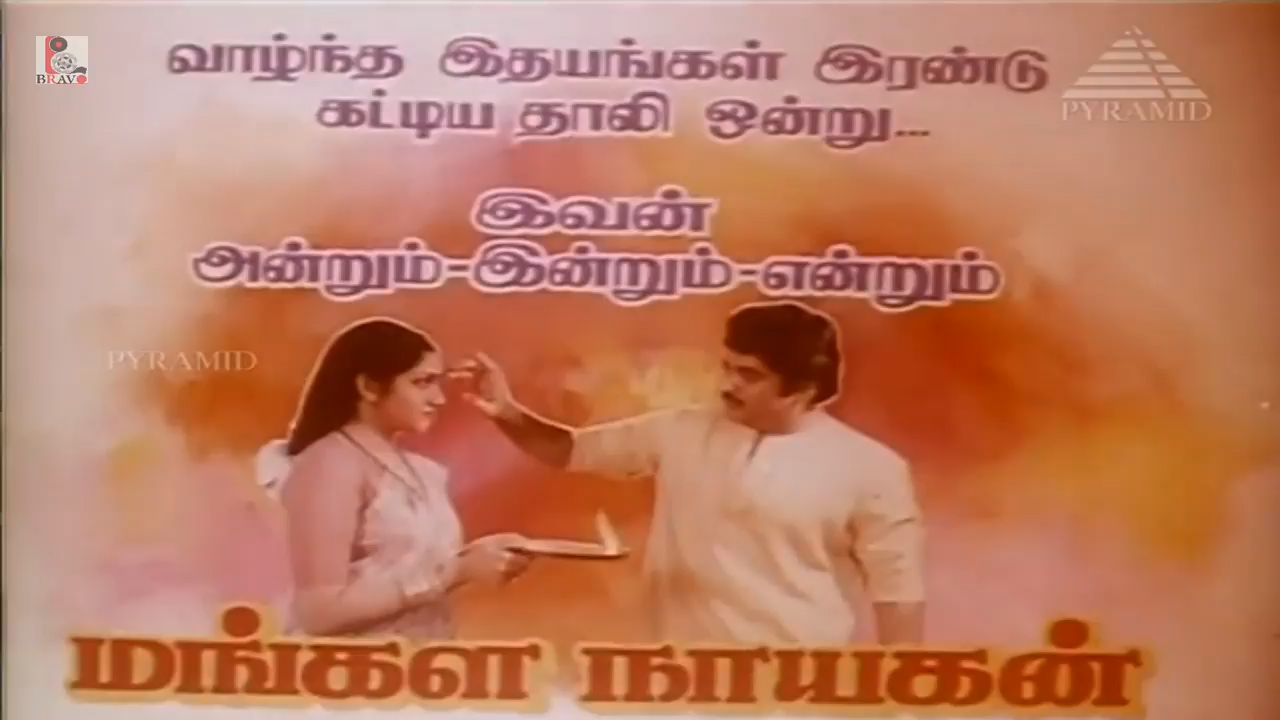 BRAVO
வாழ்ந்த இதயங்கள் இரண்டு
PYRAMID
கட்டிய தாலி ஒன்று...
இவன்
அன்றும்-இன்றும்-என்றும்
PYRAMID
மங்கள நாயகன்